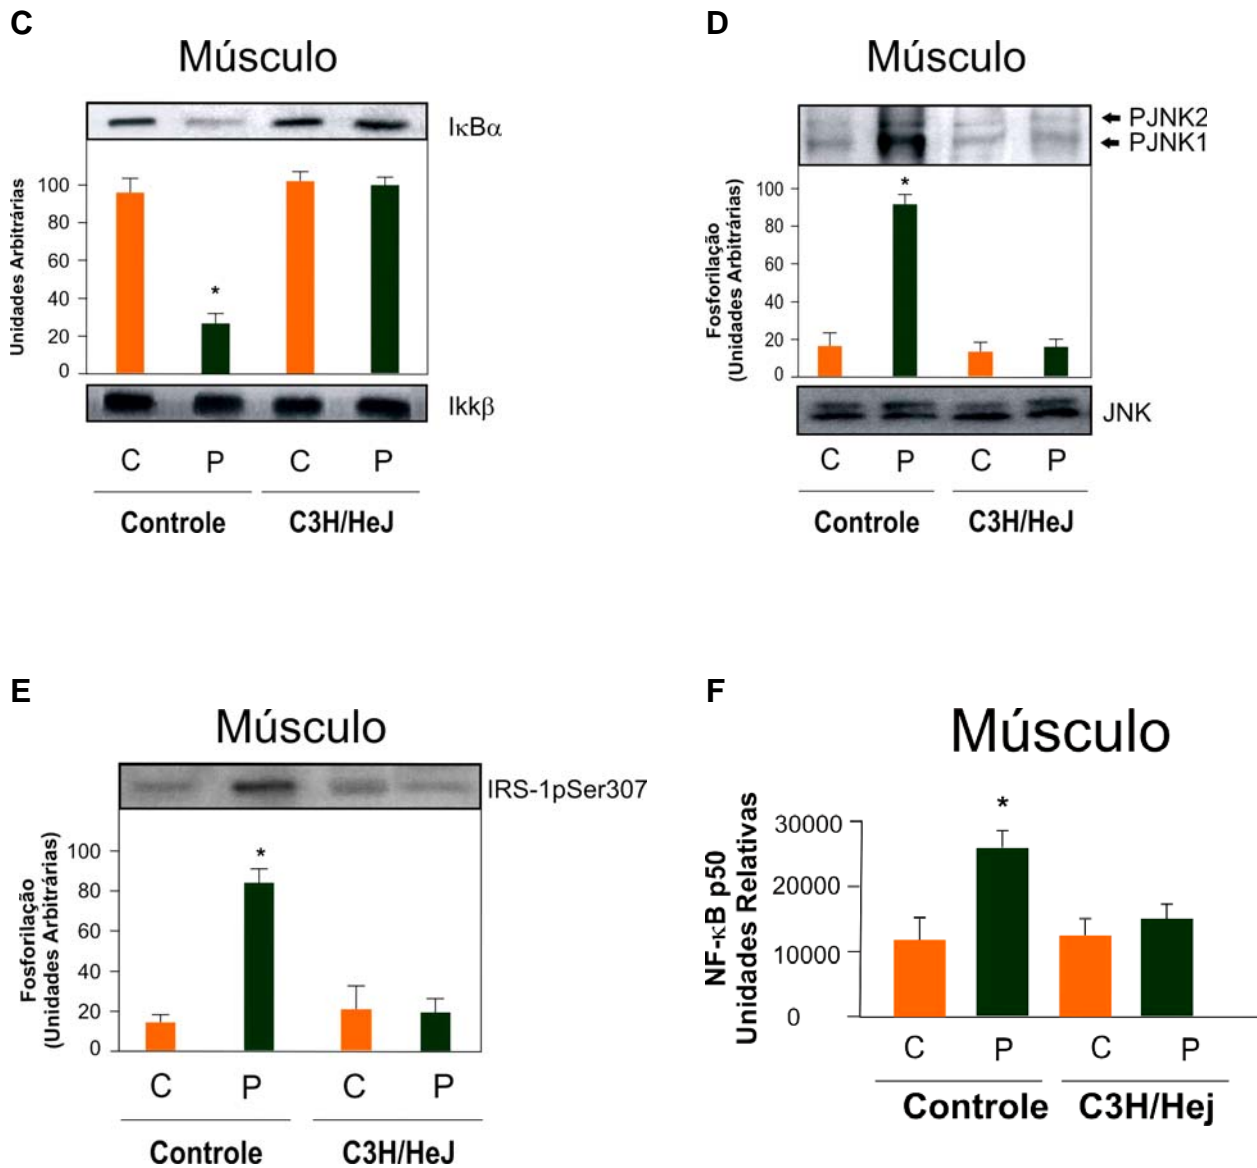 C
Músculo
IκBα
Unidades Arbitrárias
100
80
60
40
20
0
*
Ikkβ
C P C P
Controle C3H/HeJ
D
Músculo
PJNK2
PJNK1
Fosforilação
(Unidades Arbitrárias)
100
80
60
40
20
0
*
JNK
C P C P
Controle C3H/HeJ
E
Músculo
IRS-1pSer307
Fosforilação
(Unidades Arbitrárias)
100
80
60
40
20
0
*
C P C P
Controle C3H/HeJ
F
Músculo
NF-κB p50
Unidades Relativas
30000
20000
10000
0
*
C P C P
Controle C3H/Hej